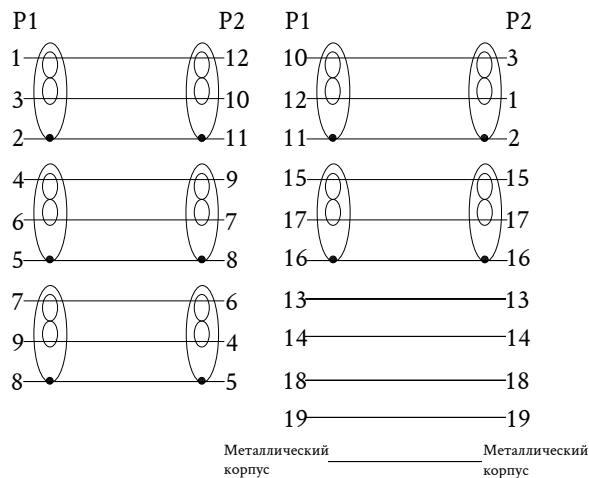 P1 P2 P1 P2
1 12 10 3
3 10 12 1
2 11 11 2
4 9 15 15
6 7 17 17
5 8 16 16
7 6 13 13
9 4 14 14
8 5 18 18
19 19
Металлический Металлический
корпус корпус